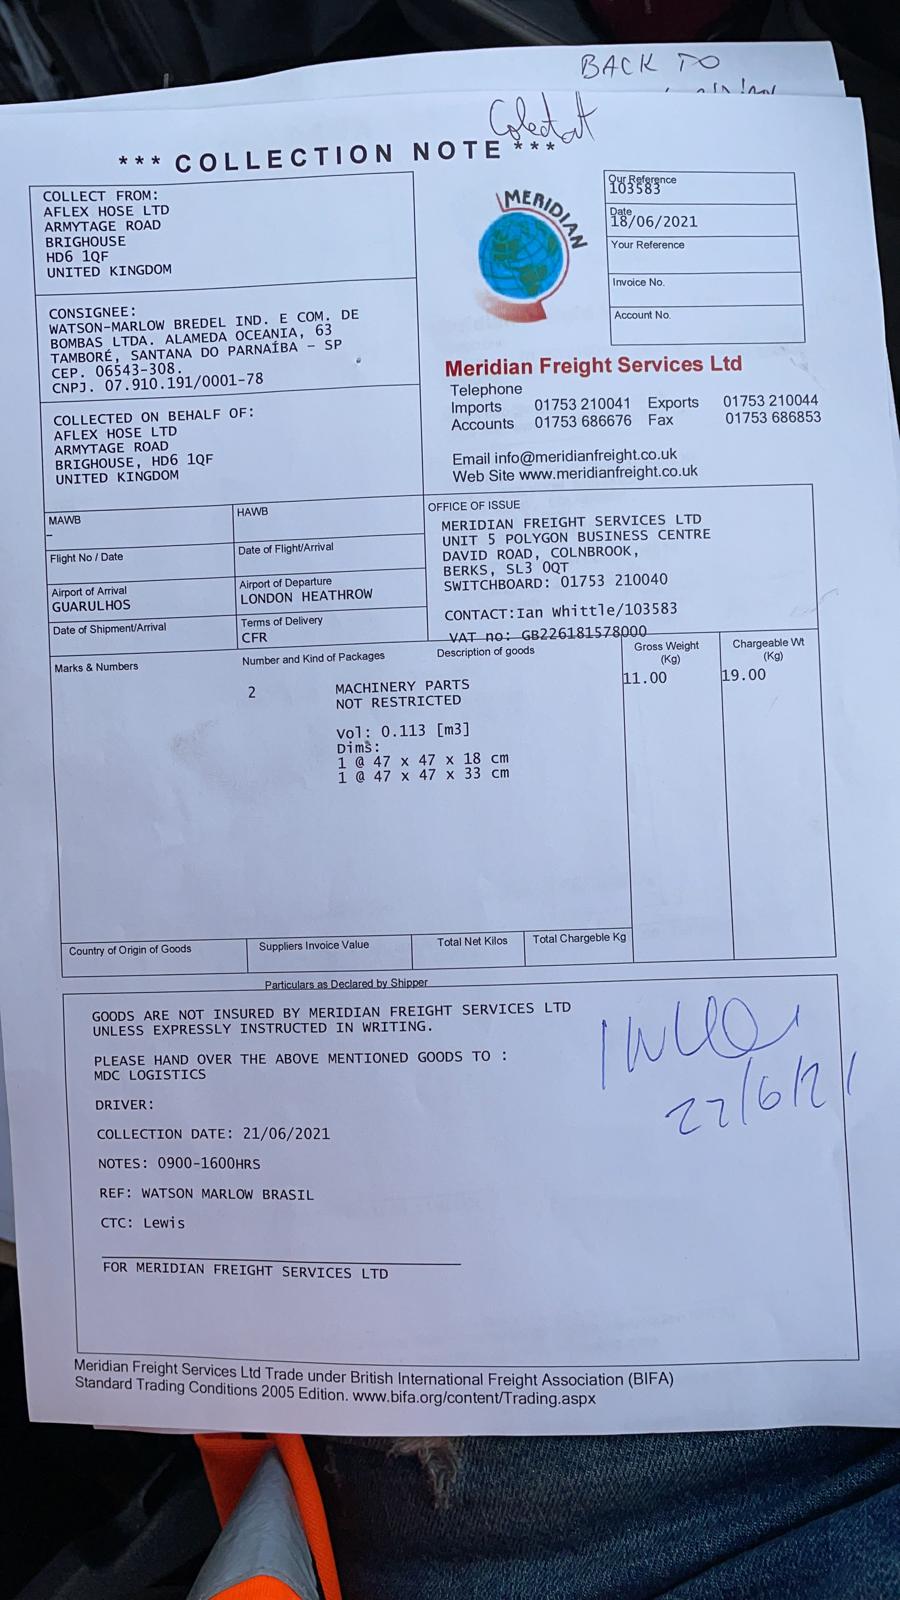 BACK TO
*** COLLECTION NOTE ***
COLLECT FROM:
AFLEX HOSE LTD
ARMYTAGE ROAD
BRIGHOUSE
HD6 1QF
UNITED KINGDOM
CONSIGNEE:
WATSON-MARLOW BREDEL IND. E COM. DE
BOMBAS LTDA. ALAMEDA OCEANIA, 63
TAMBORÉ, SANTANA DO PARNAÍBA - SP
CEP. 06543-308.
CNPJ. 07.910.191/0001-78
COLLECTED ON BEHALF OF:
AFLEX HOSE LTD
ARMYTAGE ROAD
BRIGHOUSE, HD6 1QF
UNITED KINGDOM
MERIDIAN
Our Reference
103583
Date
18/06/2021
Your Reference
Invoice No.
Account No.
Meridian Freight Services Ltd
Telephone
Imports 01753 210041 Exports 01753 210044
Accounts 01753 686676 Fax 01753 686853
Email info@meridianfreight.co.uk
Web Site www.meridianfreight.co.uk
MAWB
-
HAWB
Flight No / Date
Date of Flight/Arrival
Airport of Arrival
GUARULHOS
Airport of Departure
LONDON HEATHROW
Date of Shipment/Arrival
Terms of Delivery
CFR
OFFICE OF ISSUE
MERIDIAN FREIGHT SERVICES LTD
UNIT 5 POLYGON BUSINESS CENTRE
DAVID ROAD, COLNBROOK,
BERKS, SL3 0QT
SWITCHBOARD: 01753 210040
CONTACT:Ian Whittle/103583
VAT no: GB226181578000
Marks & Numbers
Number and Kind of Packages
Description of goods
Gross Weight
(Kg)
Chargeable Wt
(Kg)
2 MACHINERY PARTS 11.00 19.00
NOT RESTRICTED
Vol: 0.113 [m3]
Dims:
1 @ 47 x 47 x 18 cm
1 @ 47 x 47 x 33 cm
Country of Origin of Goods
Suppliers Invoice Value
Total Net Kilos
Total Chargeable Kg
Particulars as Declared by Shipper
GOODS ARE NOT INSURED BY MERIDIAN FREIGHT SERVICES LTD
UNLESS EXPRESSLY INSTRUCTED IN WRITING.
PLEASE HAND OVER THE ABOVE MENTIONED GOODS TO :
MDC LOGISTICS
DRIVER:
COLLECTION DATE: 21/06/2021
NOTES: 0900-1600HRS
REF: WATSON MARLOW BRASIL
CTC: Lewis
22/6/21
FOR MERIDIAN FREIGHT SERVICES LTD
Meridian Freight Services Ltd Trade under British International Freight Association (BIFA)
Standard Trading Conditions 2005 Edition. www.bifa.org/content/Trading.aspx